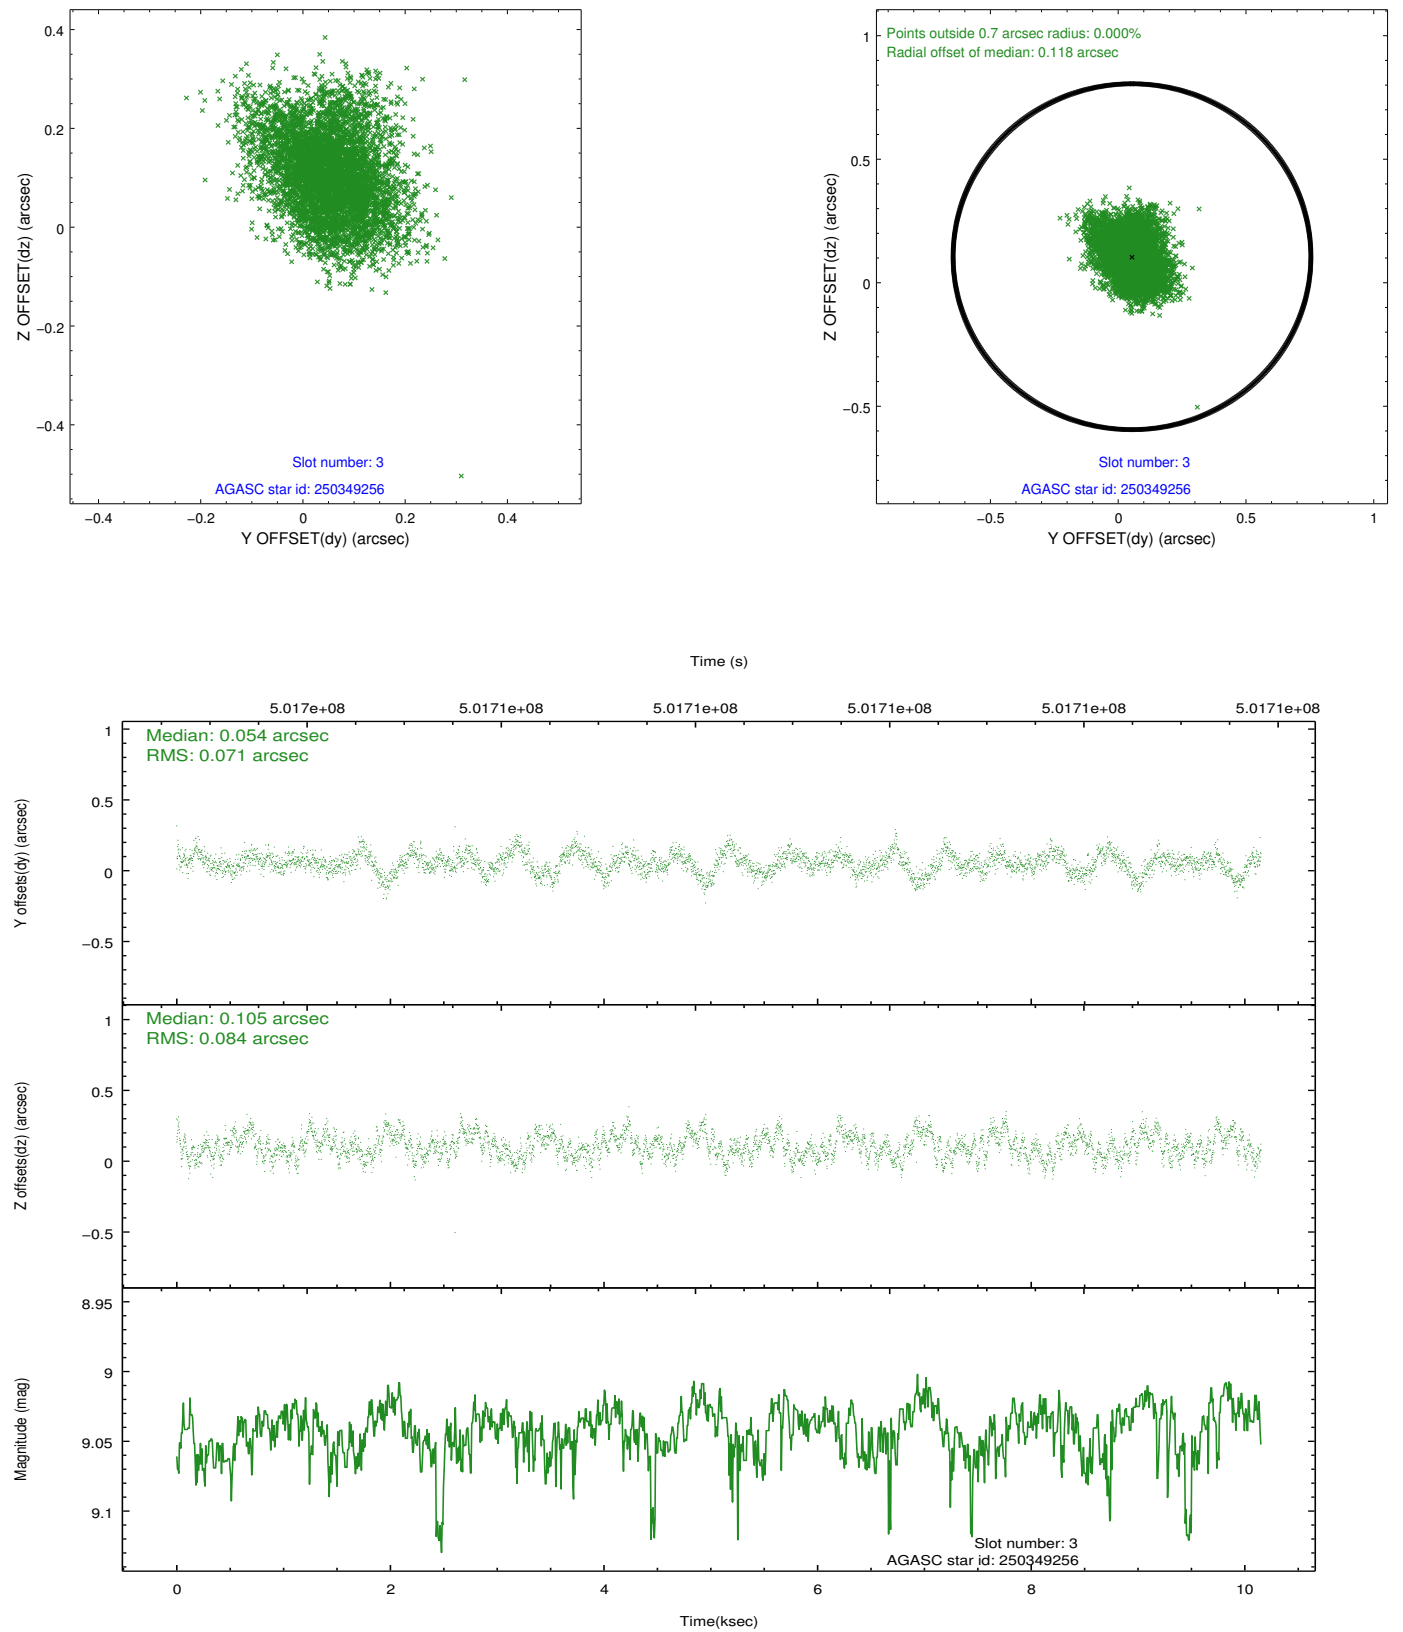 0.4
0.2
0
−0.2
−0.4
Z OFFSET(dz) (arcsec)
Slot number: 3
AGASC star id: 250349256
−0.4 −0.2 0 0.2 0.4
Y OFFSET(dy) (arcsec)
Points outside 0.7 arcsec radius: 0.000%
Radial offset of median: 0.118 arcsec
1
0.5
0
−0.5
Z OFFSET(dz) (arcsec)
Slot number: 3
AGASC star id: 250349256
−0.5 0 0.5 1
Y OFFSET(dy) (arcsec)
Time (s)
5.017e+08 5.0171e+08 5.0171e+08 5.0171e+08 5.0171e+08 5.0171e+08
Median: 0.054 arcsec
RMS: 0.071 arcsec
1
0.5
0
−0.5
Y offsets(dy) (arcsec)
Median: 0.105 arcsec
RMS: 0.084 arcsec
1
0.5
0
−0.5
Z offsets(dz) (arcsec)
8.95
9
9.05
9.1
Magnitude (mag)
Slot number: 3
AGASC star id: 250349256
0 2 4 6 8 10
Time(ksec)